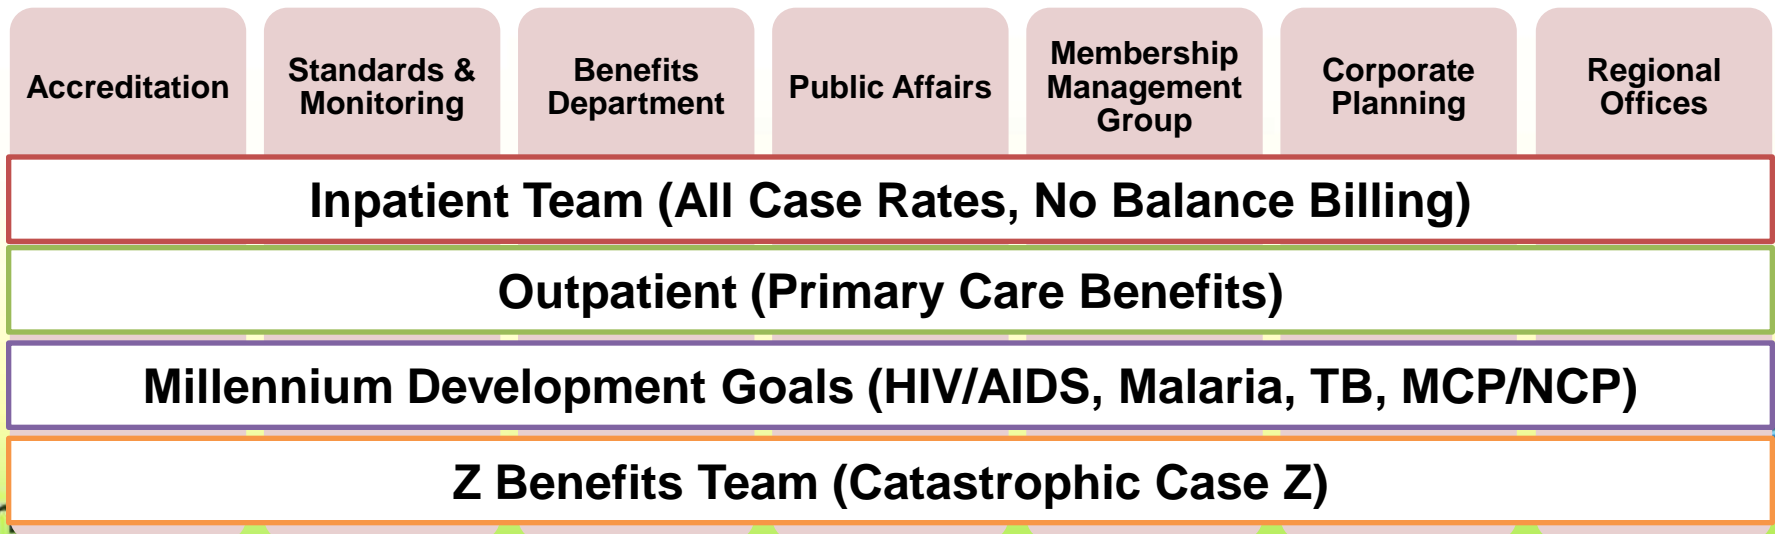 Accreditation
Standards &
Monitoring
Benefits
Department
Public Affairs
Membership
Management
Group
Corporate
Planning
Regional
Offices
Inpatient Team (All Case Rates, No Balance Billing)
Outpatient (Primary Care Benefits)
Millennium Development Goals (HIV/AIDS, Malaria, TB, MCP/NCP)
Z Benefits Team (Catastrophic Case Z)